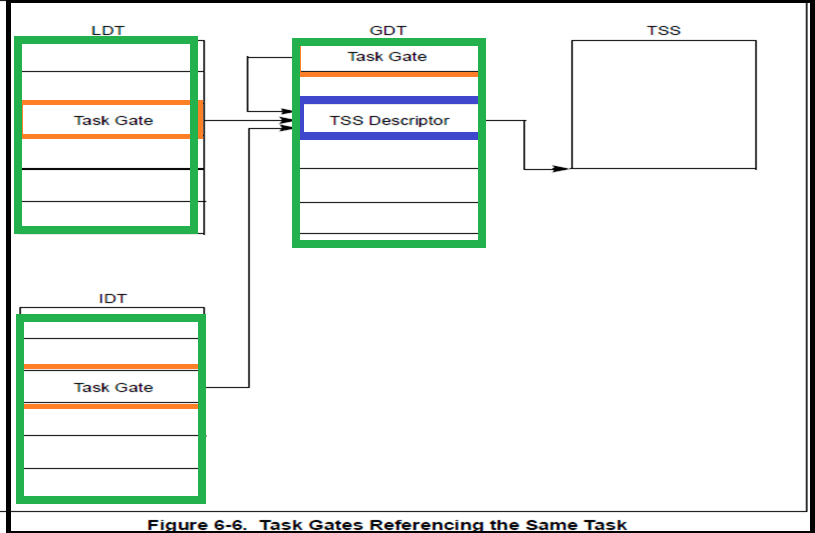 LDT
GDT
TSS
Task Gate
Task Gate
TSS Descriptor
IDT
Task Gate
Figure 6-6. Task Gates Referencing the Same Task